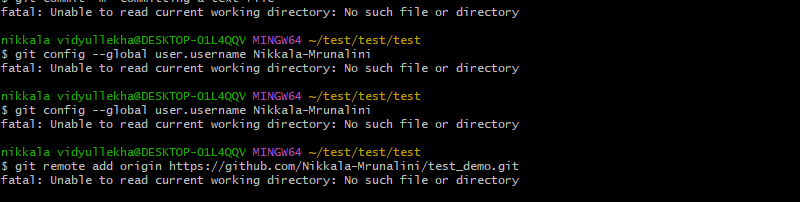 $ git commit -m "committing a text file"
fatal: Unable to read current working directory: No such file or directory
nikkala vidyullekha@DESKTOP-01L4QQV MINGW64 ~/test/test/test
$ git config --global user.username Nikkala-Mrunalini
fatal: Unable to read current working directory: No such file or directory
nikkala vidyullekha@DESKTOP-01L4QQV MINGW64 ~/test/test/test
$ git config --global user.username Nikkala-Mrunalini
fatal: Unable to read current working directory: No such file or directory
nikkala vidyullekha@DESKTOP-01L4QQV MINGW64 ~/test/test/test
$ git remote add origin https://github.com/Nikkala-Mrunalini/test_demo.git
fatal: Unable to read current working directory: No such file or directory